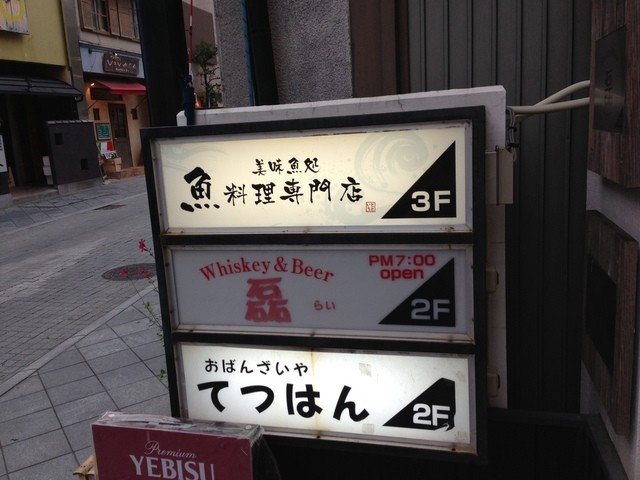 VIVACE
美味魚処
魚料理専門店
3F
Whiskey & Beer
磊 らい
PM7:00
open
2F
おばんざいや
てつはん
2F
Premium
YEBISU